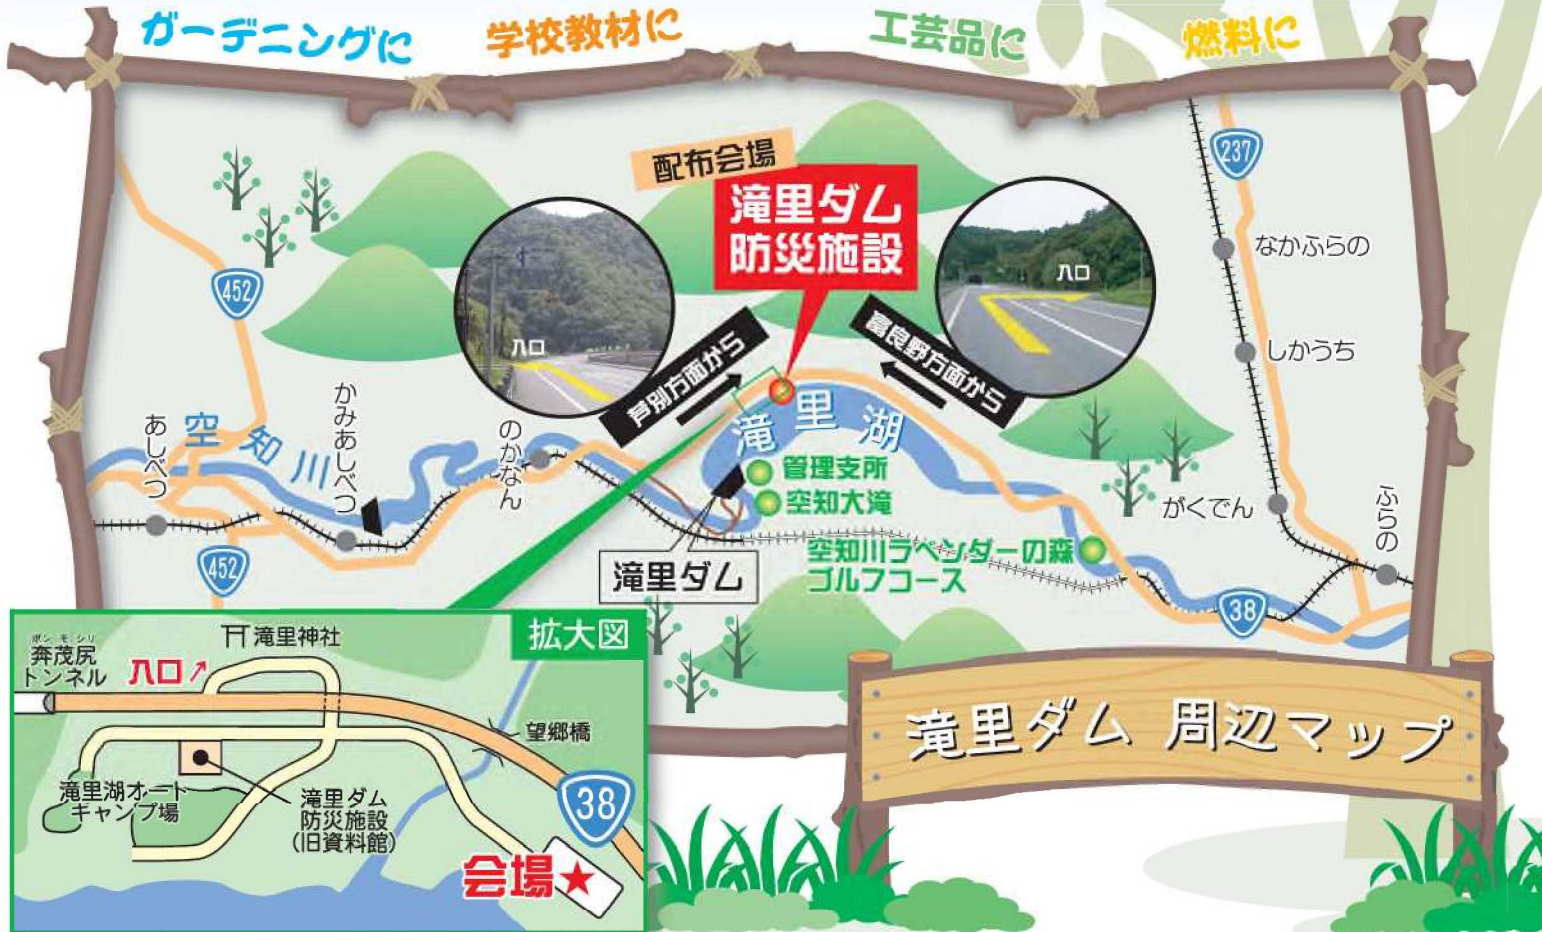 ガーデニングに
学校教材に
工芸品に
燃料に
配布会場
滝里ダム
防災施設
237
なかふらの
しかうち
がくでん
ふらの
入口
入口
芦別方面から
富良野方面から
452
空知川
あしべつ
かみあしべつ
のかなん
452
滝里湖
管理支所
空知大滝
滝里ダム
空知川ラベンダーの森
ゴルフコース
38
拡大図
ポンモシリ
奔茂尻
トンネル
入口
滝里神社
望郷橋
38
滝里湖オート
キャンプ場
滝里ダム
防災施設
(旧資料館)
会場★
滝里ダム 周辺マップ